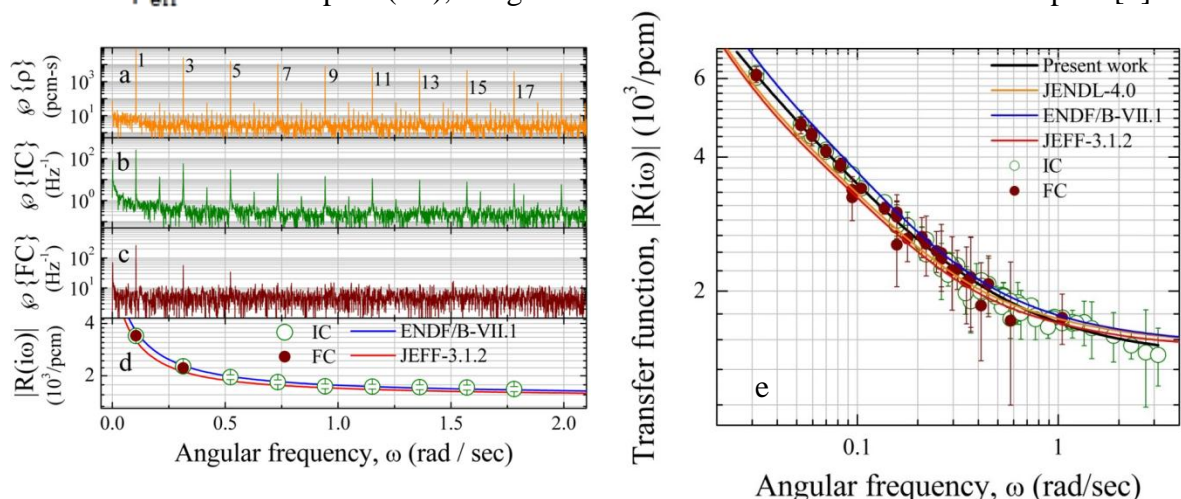 eff
a
℘{ρ}
(pcm-s)
10³
10¹
1
3
5
7
9
11
13
15
17
b
℘{IC}
(Hz⁻¹)
10²
10⁰
c
℘{FC}
(Hz⁻¹)
10²
10¹
d
|R(iω)|
(10³/pcm)
4
2
IC
FC
ENDF/B-VII.1
JEFF-3.1.2
0.0 0.5 1.0 1.5 2.0
Angular frequency, ω (rad / sec)
Transfer function, |R(iω)| (10³/pcm)
6
4
2
Present work
JENDL-4.0
ENDF/B-VII.1
JEFF-3.1.2
IC
FC
e
0.1 1
Angular frequency, ω (rad/sec)